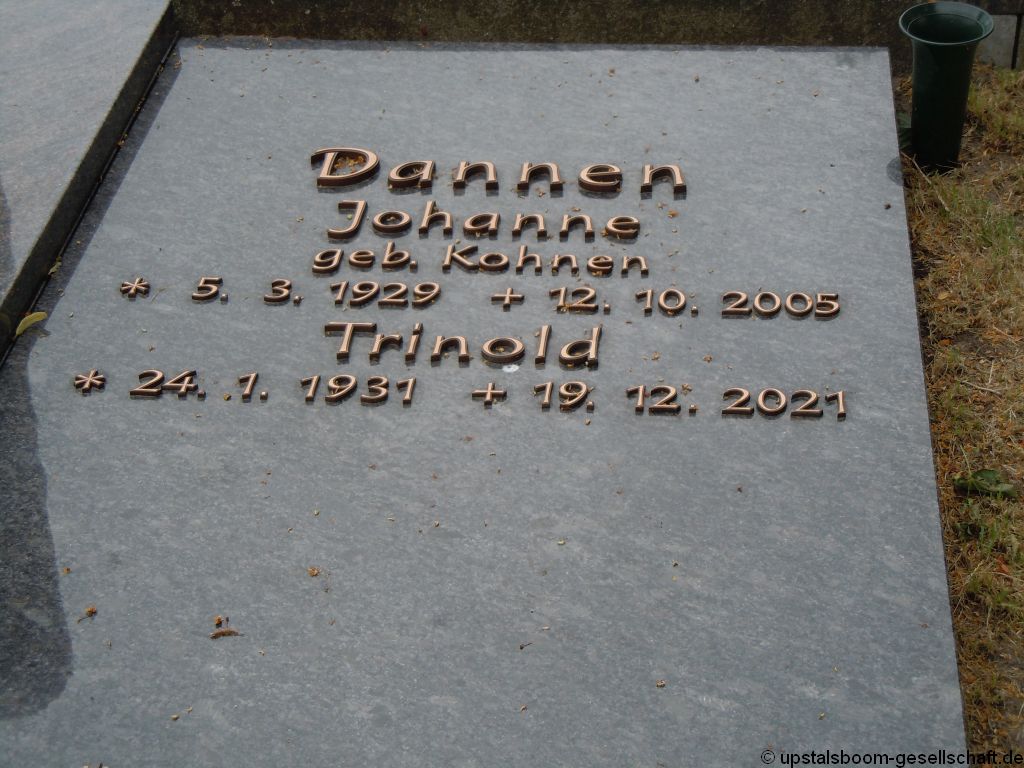 Dannen
Johanne
geb. Kohnen
* 5. 3. 1929 + 12. 10. 2005
Trinold
* 24. 1. 1931 + 19. 12. 2021
© upstalsboom-gesellschaft.de